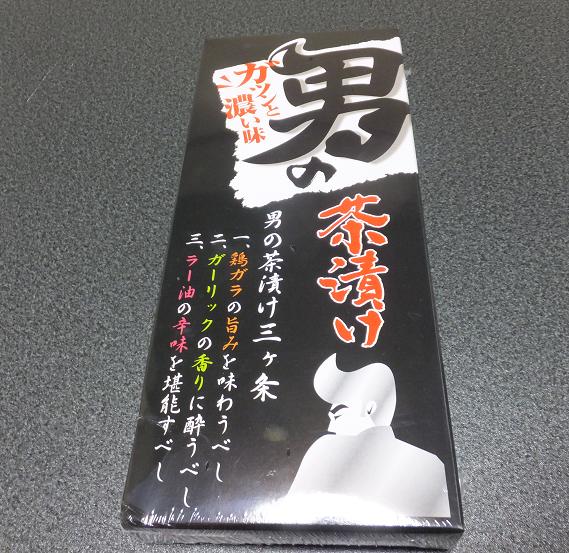 男の
茶漬け
ガツンと
濃い味
男の茶漬け三ヶ条
一、鶏ガラの旨みを味わうべし
二、ガーリックの香りに酔うべし
三、ラー油の辛味を堪能すべし